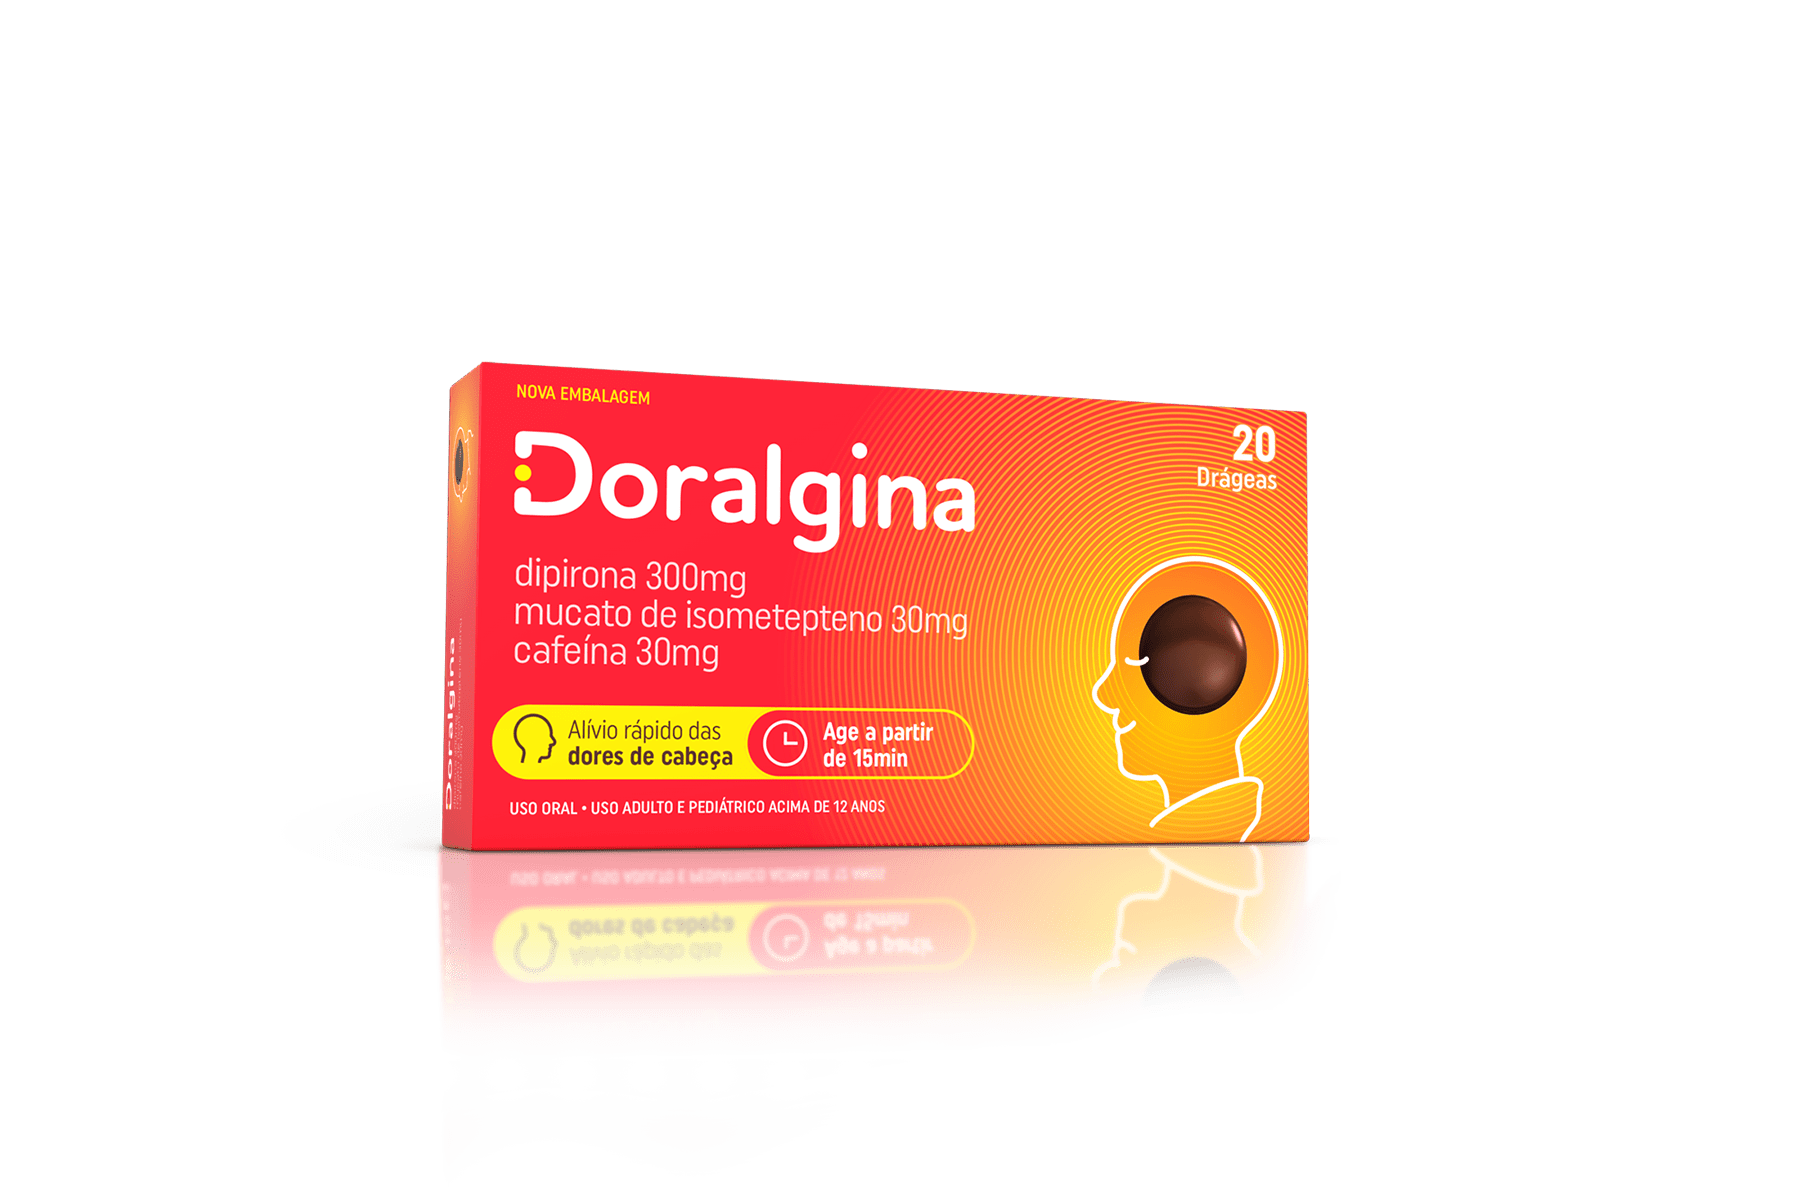 NOVA EMBALAGEM
Doralgina
20
Drágeas
dipirona 300mg
mucato de isometepteno 30mg
cafeína 30mg
Alívio rápido das
dores de cabeça
Age a partir
de 15min
USO ORAL • USO ADULTO E PEDIÁTRICO ACIMA DE 12 ANOS
Doralgina